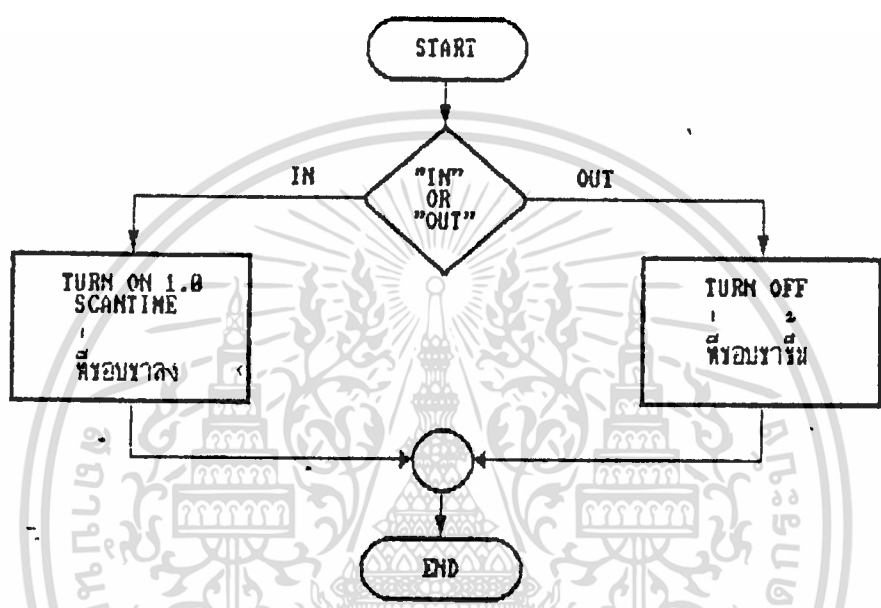 START
IN
"IN"
OR
"OUT"
OUT
TURN ON 1.0
SCANTIME
ที่ขอบขาลง
TURN OFF
ที่ขอบขาขึ้น
END